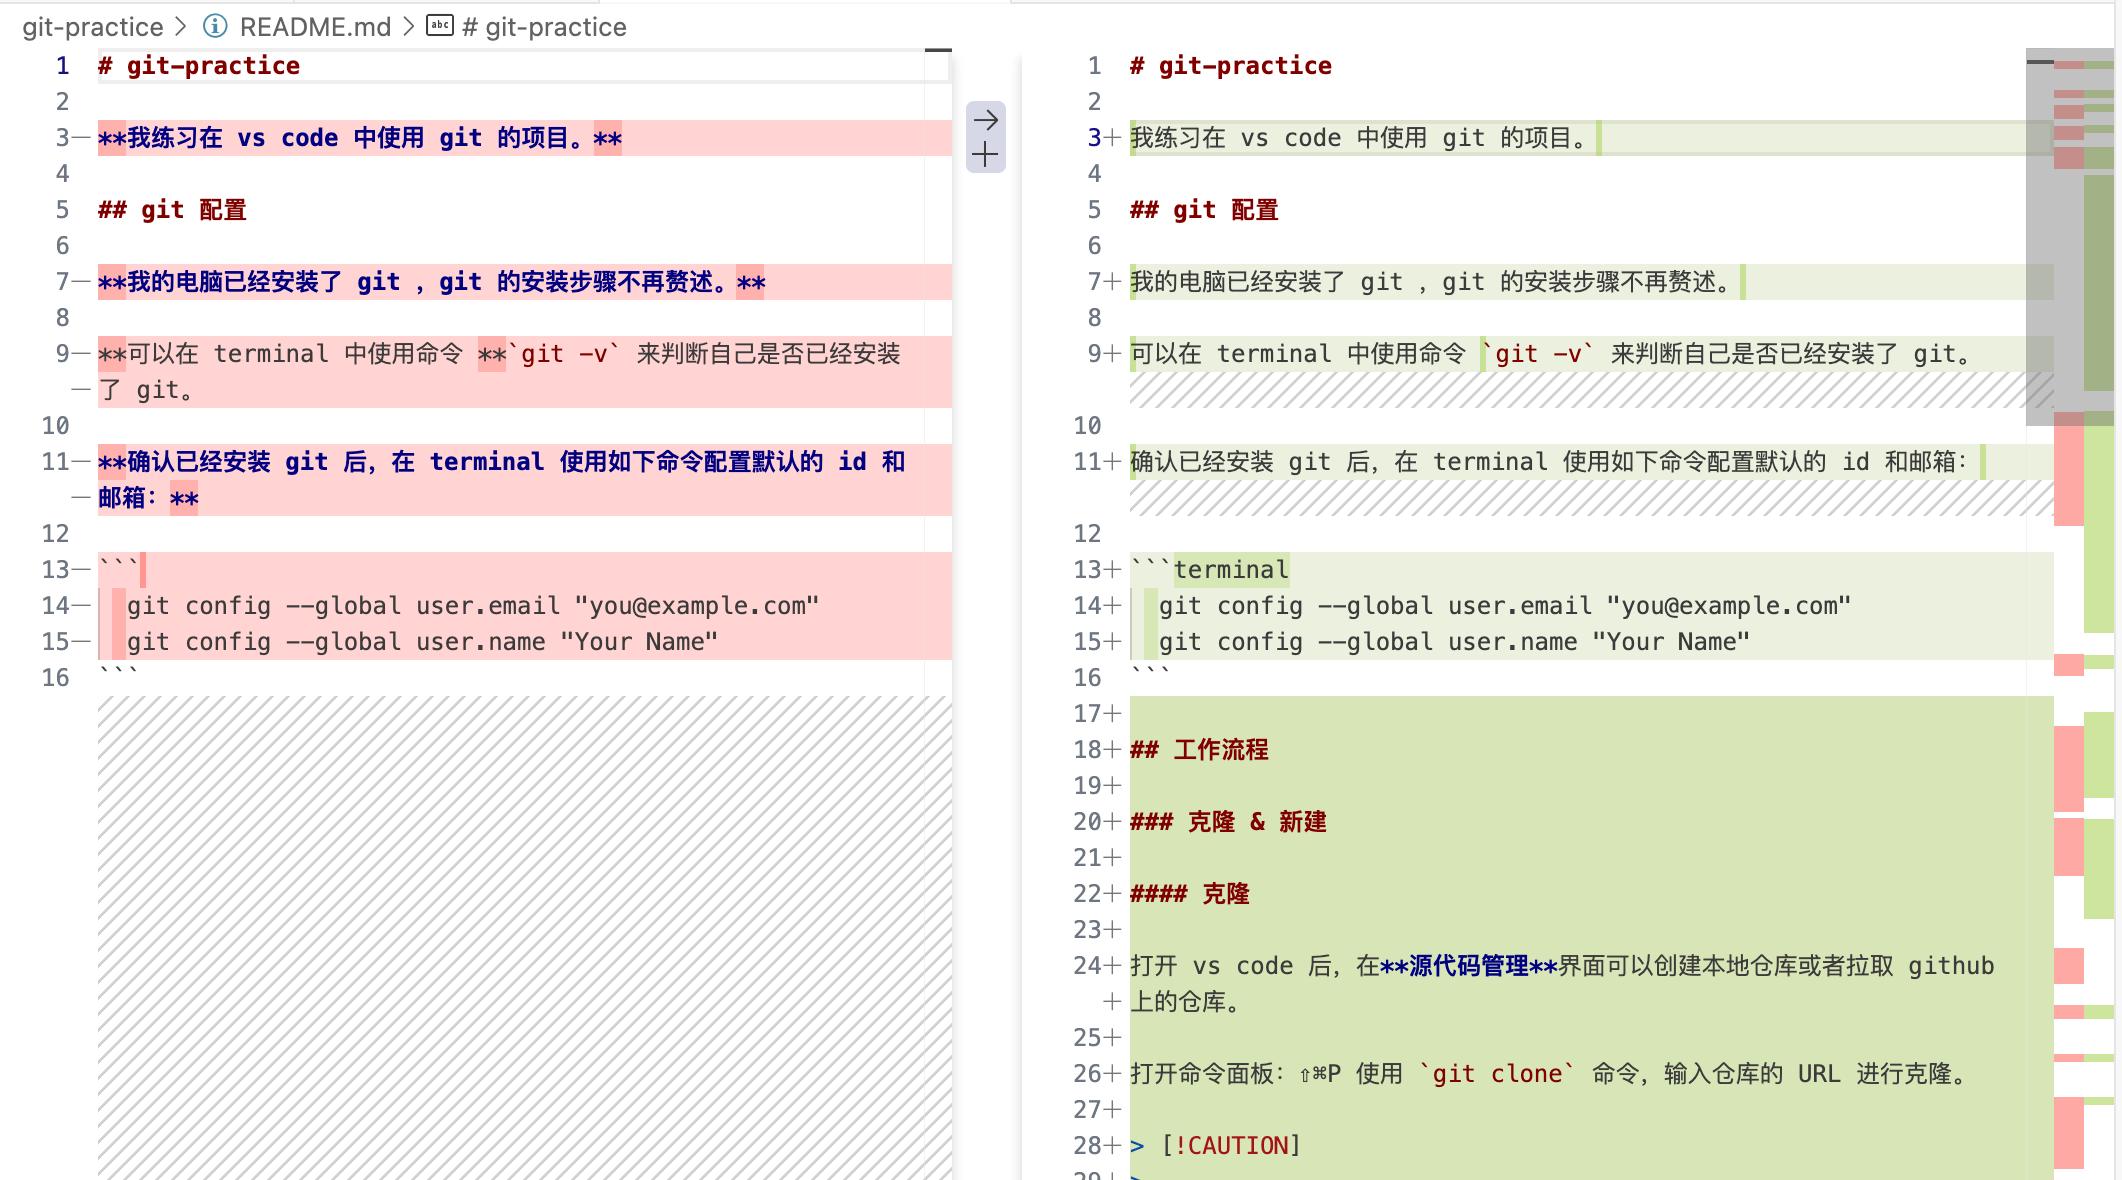 git-practice > README.md > # git-practice
1 # git-practice
2
3— **我练习在 vs code 中使用 git 的项目。**
4
5 ## git 配置
6
7— **我的电脑已经安装了 git ，git 的安装步骤不再赘述。**
8
9— **可以在 terminal 中使用命令 **`git -v` 来判断自己是否已经安装
— 了 git。
10
11— **确认已经安装 git 后，在 terminal 使用如下命令配置默认的 id 和
— 邮箱：**
12
13— ```
14— git config --global user.email "you@example.com"
15— git config --global user.name "Your Name"
16 ```
1 # git-practice
2
3+ 我练习在 vs code 中使用 git 的项目。
4
5 ## git 配置
6
7+ 我的电脑已经安装了 git ，git 的安装步骤不再赘述。
8
9+ 可以在 terminal 中使用命令 `git -v` 来判断自己是否已经安装了 git。
10
11+ 确认已经安装 git 后，在 terminal 使用如下命令配置默认的 id 和邮箱：
12
13+ ```terminal
14+ git config --global user.email "you@example.com"
15+ git config --global user.name "Your Name"
16 ```
17+
18+ ## 工作流程
19+
20+ ### 克隆 & 新建
21+
22+ #### 克隆
23+
24+ 打开 vs code 后，在**源代码管理**界面可以创建本地仓库或者拉取 github
+ 上的仓库。
25+
26+ 打开命令面板：⇧⌘P 使用 `git clone` 命令，输入仓库的 URL 进行克隆。
27+
28+ > [!CAUTION]